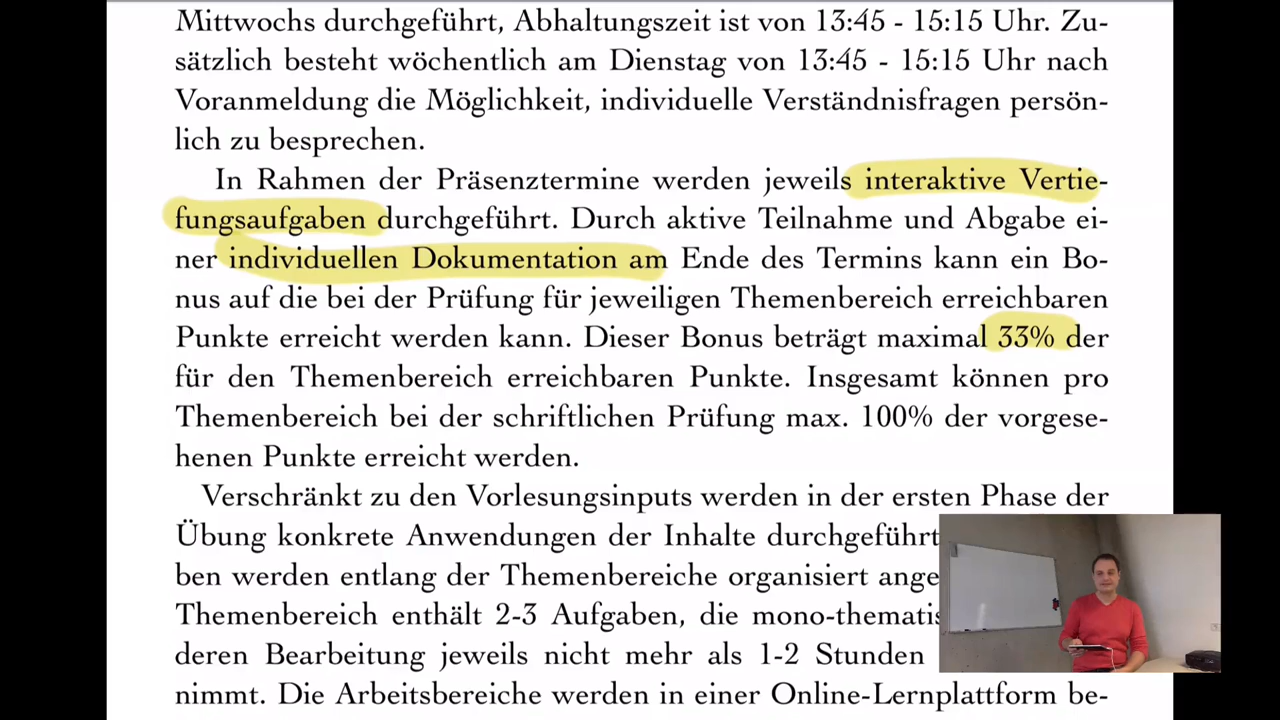 Mittwochs durchgeführt, Abhaltungszeit ist von 13:45 - 15:15 Uhr. Zu-
sätzlich besteht wöchentlich am Dienstag von 13:45 - 15:15 Uhr nach
Voranmeldung die Möglichkeit, individuelle Verständnisfragen persön-
lich zu besprechen.
In Rahmen der Präsenztermine werden jeweils interaktive Vertie-
fungsaufgaben durchgeführt. Durch aktive Teilnahme und Abgabe ei-
ner individuellen Dokumentation am Ende des Termins kann ein Bo-
nus auf die bei der Prüfung für jeweiligen Themenbereich erreichbaren
Punkte erreicht werden kann. Dieser Bonus beträgt maximal 33% der
für den Themenbereich erreichbaren Punkte. Insgesamt können pro
Themenbereich bei der schriftlichen Prüfung max. 100% der vorgese-
henen Punkte erreicht werden.
Verschränkt zu den Vorlesungsinputs werden in der ersten Phase der
Übung konkrete Anwendungen der Inhalte durchgeführt
ben werden entlang der Themenbereiche organisiert ange
Themenbereich enthält 2-3 Aufgaben, die mono-thematis
deren Bearbeitung jeweils nicht mehr als 1-2 Stunden
nimmt. Die Arbeitsbereiche werden in einer Online-Lernplattform be-